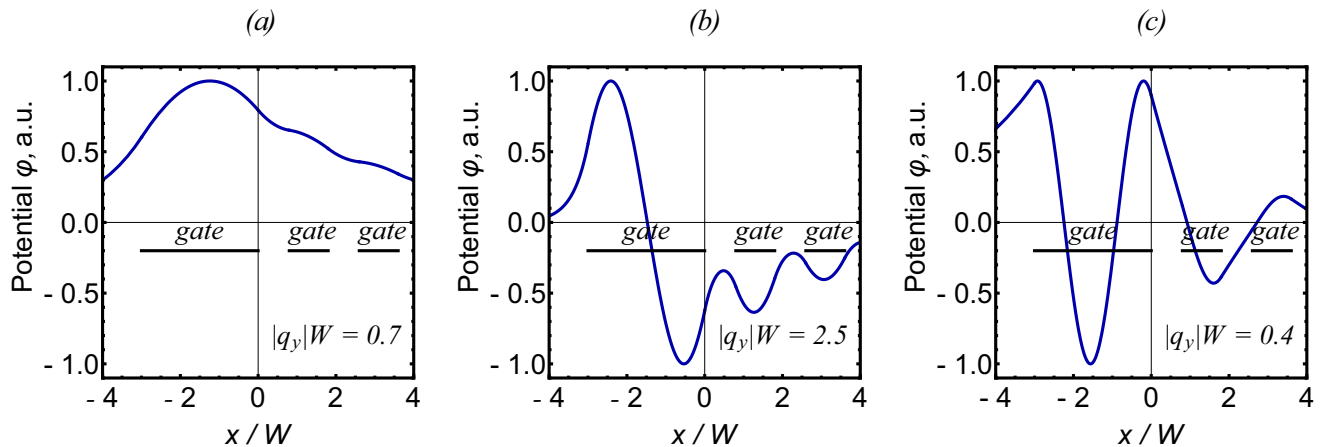 (a)
Potential φ, a.u.
1.0
0.5
0.0
- 0.5
- 1.0
gate
gate
gate
|q_y|W = 0.7
- 4
- 2
0
2
4
x / W
(b)
Potential φ, a.u.
1.0
0.5
0.0
- 0.5
- 1.0
gate
gate
gate
|q_y|W = 2.5
- 4
- 2
0
2
4
x / W
(c)
Potential φ, a.u.
1.0
0.5
0.0
- 0.5
- 1.0
gate
gate
gate
|q_y|W = 0.4
- 4
- 2
0
2
4
x / W